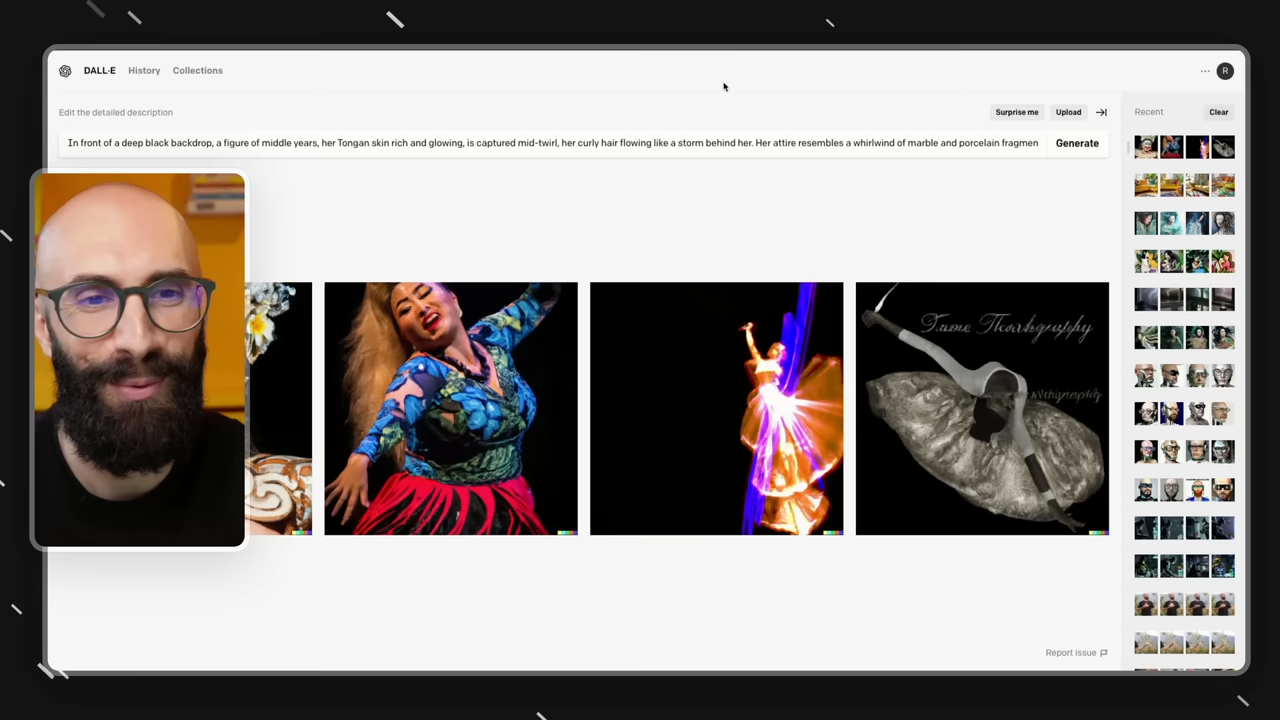 DALL·E History Collections
R
Edit the detailed description
Surprise me Upload
Recent Clear
In front of a deep black backdrop, a figure of middle years, her Tongan skin rich and glowing, is captured mid-twirl, her curly hair flowing like a storm behind her. Her attire resembles a whirlwind of marble and porcelain fragmen
Generate
Report issue